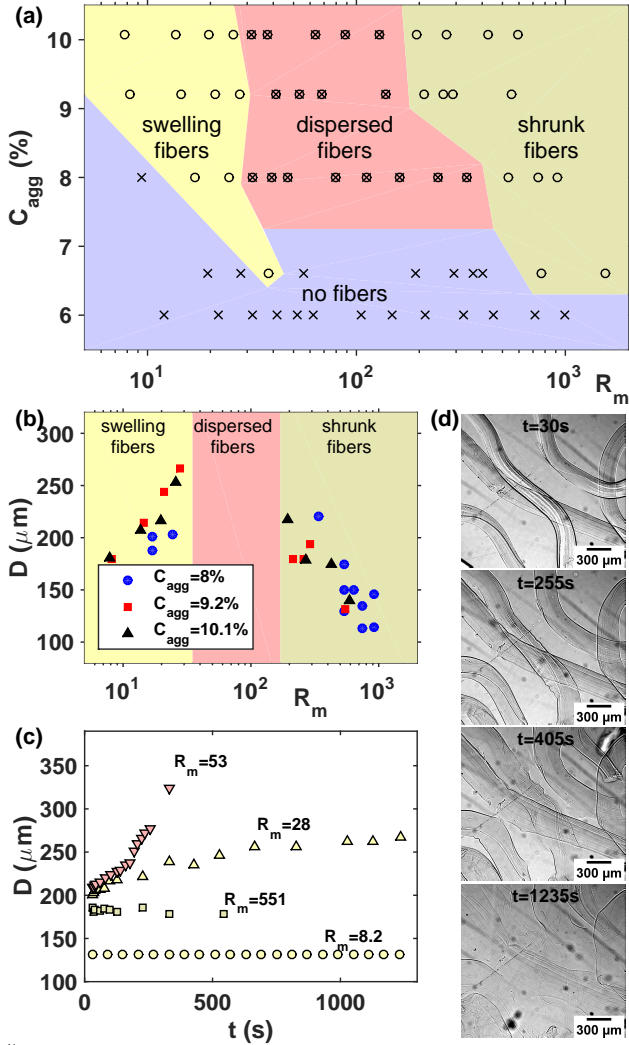 (a)
10
9
8
7
6
C_agg (%)
swelling
fibers
dispersed
fibers
shrunk
fibers
no fibers
10^1
10^2
10^3
R_m
(b)
300
250
200
150
100
D (μm)
swelling
fibers
dispersed
fibers
shrunk
fibers
C_agg=8%
C_agg=9.2%
C_agg=10.1%
10^1
10^2
10^3
R_m
(c)
350
300
250
200
150
100
D (μm)
R_m=53
R_m=28
R_m=551
R_m=8.2
0
500
1000
t (s)
(d)
t=30s
300 μm
t=255s
300 μm
t=405s
300 μm
t=1235s
300 μm